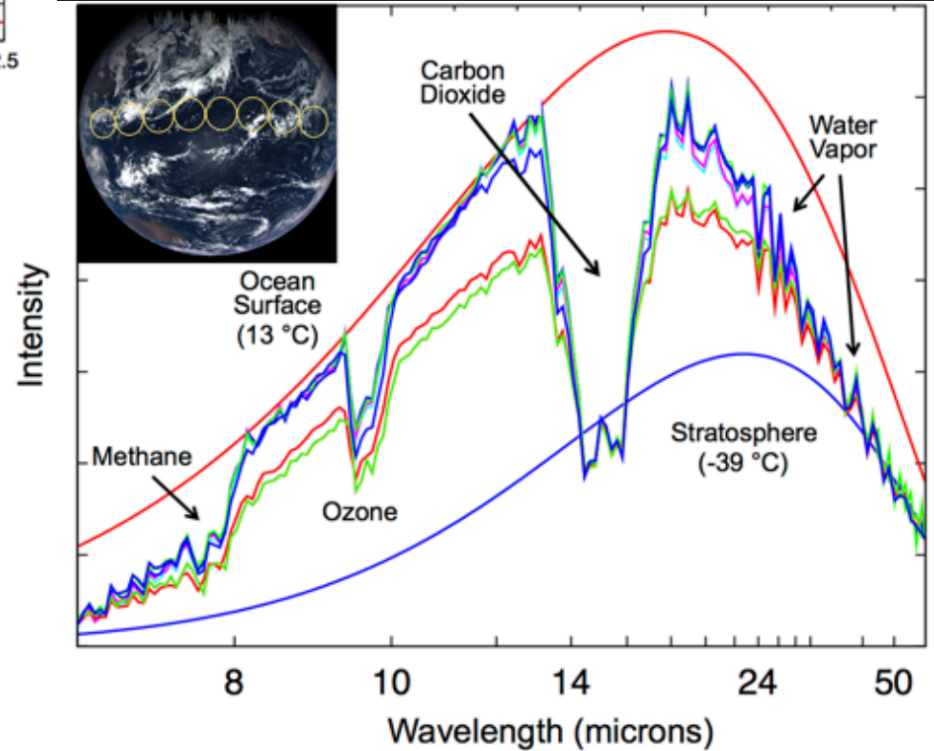 .5
Carbon
Dioxide
Water
Vapor
Ocean
Surface
(13 °C)
Intensity
Methane
Ozone
Stratosphere
(-39 °C)
8 10 14 24 50
Wavelength (microns)